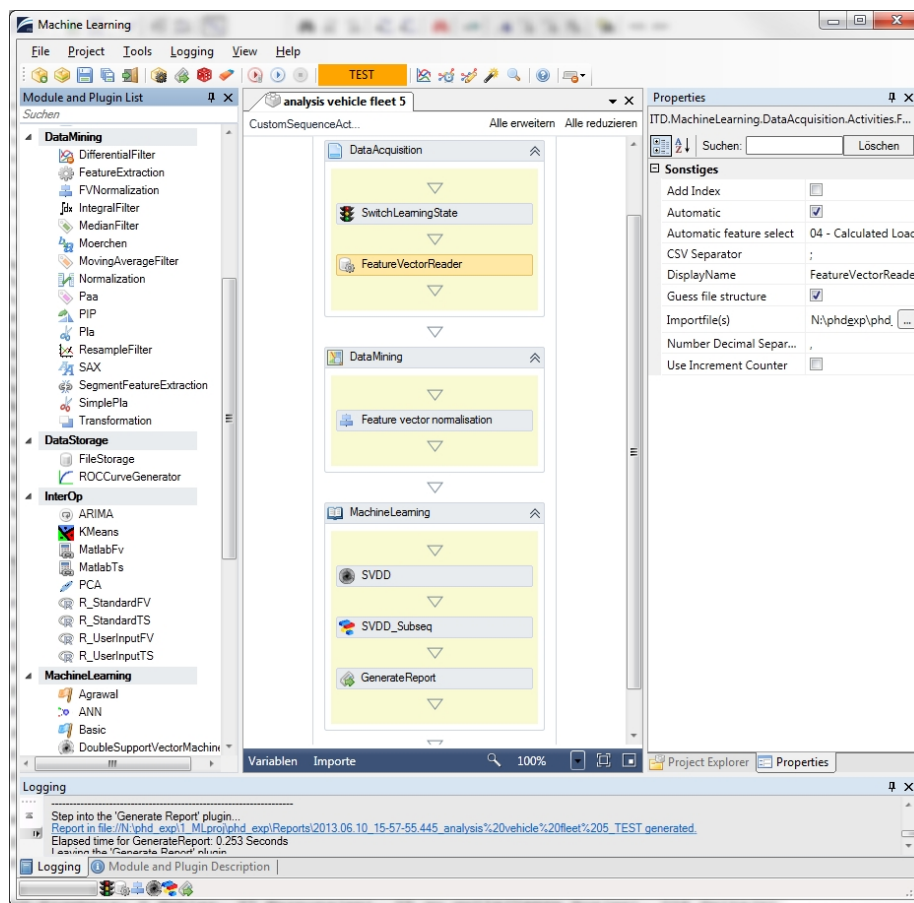 Machine Learning
File Project Tools Logging View Help
TEST
Module and Plugin List
Suchen
DataMining
DifferentialFilter
FeatureExtraction
FVNormalization
IntegralFilter
MedianFilter
Moerchen
MovingAverageFilter
Normalization
Paa
PIP
Pla
ResampleFilter
SAX
SegmentFeatureExtraction
SimplePla
Transformation
DataStorage
FileStorage
ROCCurveGenerator
InterOp
ARIMA
KMeans
MatlabFv
MatlabTs
PCA
R_StandardFV
R_StandardTS
R_UserInputFV
R_UserInputTS
MachineLearning
Agrawal
ANN
Basic
DoubleSupportVectorMachine
analysis vehicle fleet 5
CustomSequenceAct... Alle erweitern Alle reduzieren
DataAcquisition
SwitchLearningState
FeatureVectorReader
DataMining
Feature vector normalisation
MachineLearning
SVDD
SVDD_Subseq
GenerateReport
Variablen Importe 100%
Properties
ITD.MachineLearning.DataAcquisition.Activities.F...
Suchen: Löschen
Sonstiges
Add Index
Automatic
Automatic feature select 04 - Calculated Load
CSV Separator ;
DisplayName FeatureVectorReade
Guess file structure
Importfile(s) N:\phdexp\phd_ ...
Number Decimal Separ... ,
Use Increment Counter
Project Explorer Properties
Logging
Step into the 'Generate Report' plugin...
Report in file://N:\phd_exp\1_MLproj\phd_exp\Reports\2013.06.10_15-57-55.445_analysis%20vehicle%20fleet%205_TEST generated.
Elapsed time for GenerateReport: 0.253 Seconds
Leaving the 'Generate Report' plugin
Logging Module and Plugin Description